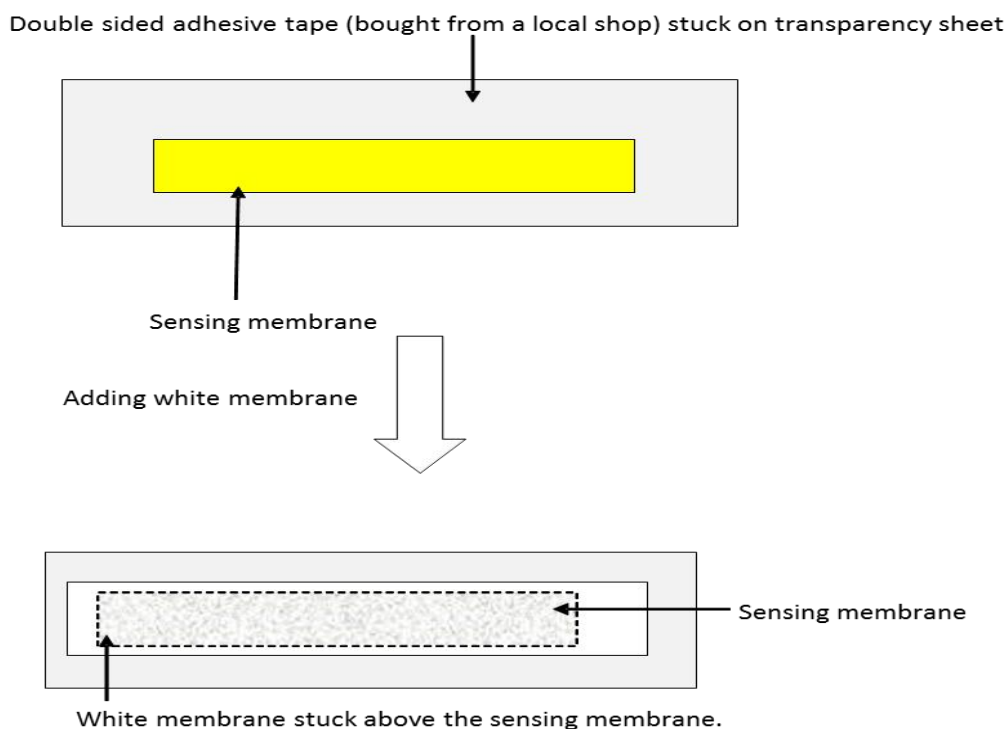 Double sided adhesive tape (bought from a local shop) stuck on transparency sheet
Sensing membrane
Adding white membrane
Sensing membrane
White membrane stuck above the sensing membrane.